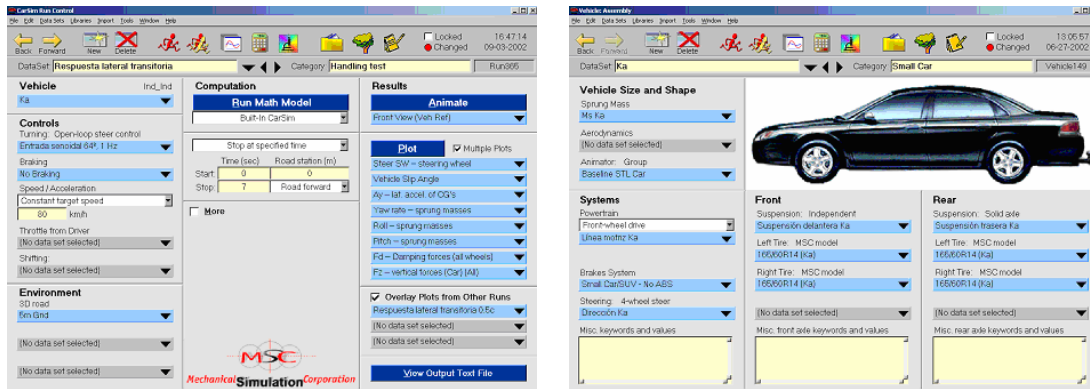 CarSim Run Control
File Edit Data Sets Libraries Import Tools Window Help
Back Forward New Delete Locked Changed 16:47:14 09-03-2002
DataSet: Respuesta lateral transitoria Category: Handling test Run365
Vehicle Ind_Ind
Ka
Controls
Turning: Open-loop steer control
Entrada senoidal 64º, 1 Hz
Braking
No Braking
Speed / Acceleration
Constant target speed
80 km/h
Throttle from Driver
(No data set selected)
Shifting:
(No data set selected)
Environment
3D road
5m Gnd
(No data set selected)
(No data set selected)
Computation
Run Math Model
Built-In CarSim
Stop at specified time
Time (sec) Road station (m)
Start: 0 0
Stop: 7 Road forward
More
MSC
Mechanical Simulation Corporation
Results
Animate
Front View (Veh Ref)
Plot Multiple Plots
Steer SW – steering wheel
Vehicle Slip Angle
Ay – lat. accel. of CG's
Yaw rate – sprung masses
Roll – sprung masses
Pitch – sprung masses
Fd – Damping forces (all wheels)
Fz – vertical forces (Car) (All)
Overlay Plots from Other Runs
Respuesta lateral transitoria 0.5c
(No data set selected)
(No data set selected)
View Output Text File
Vehicle: Assembly
File Edit Data Sets Libraries Import Tools Window Help
Back Forward New Delete Locked Changed 13:05:57 06-27-2002
DataSet: Ka Category: Small Car Vehicle149
Vehicle Size and Shape
Sprung Mass
Ms Ka
Aerodynamics
(No data set selected)
Animator: Group
Baseline STL Car
Systems
Powertrain
Front-wheel drive
Línea motriz Ka
Brakes System
Small Car/SUV - No ABS
Steering: 4-wheel steer
Dirección Ka
Misc. keywords and values
Front
Suspension: Independent
Suspensión delantera Ka
Left Tire: MSC model
165/60R14 (Ka)
Right Tire: MSC model
165/60R14 (Ka)
(No data set selected)
Misc. front axle keywords and values
Rear
Suspension: Solid axle
Suspensión trasera Ka
Left Tire: MSC model
165/60R14 (Ka)
Right Tire: MSC model
165/60R14 (Ka)
(No data set selected)
Misc. rear axle keywords and values